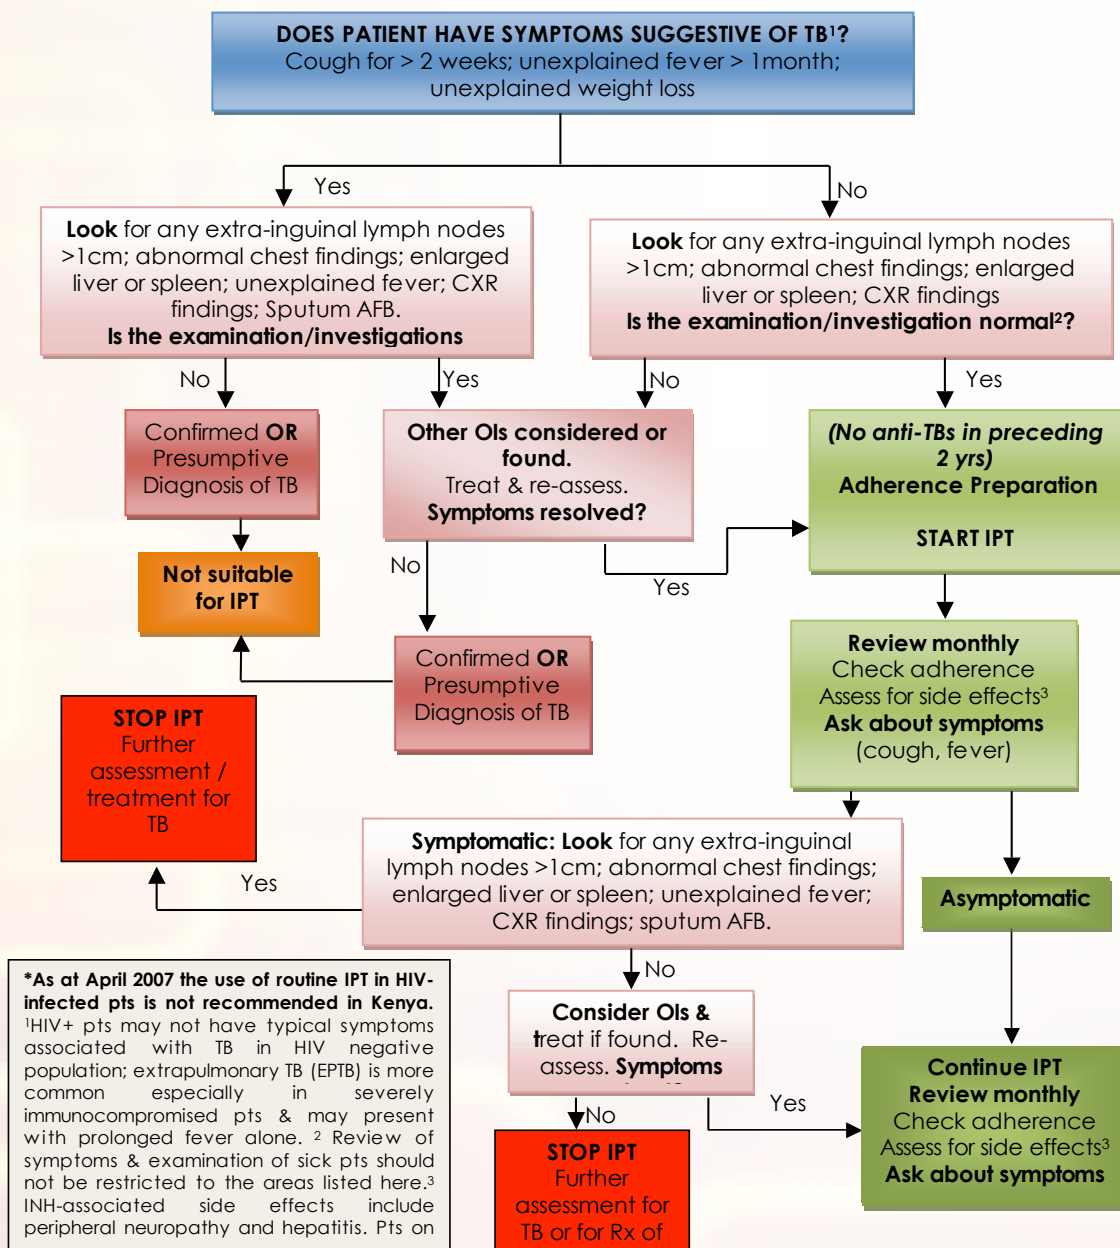 DOES PATIENT HAVE SYMPTOMS SUGGESTIVE OF TB¹?
Cough for > 2 weeks; unexplained fever > 1month;
unexplained weight loss
Yes
No
Look for any extra-inguinal lymph nodes
>1cm; abnormal chest findings; enlarged
liver or spleen; unexplained fever; CXR
findings; Sputum AFB.
Is the examination/investigations
Look for any extra-inguinal lymph nodes
>1cm; abnormal chest findings; enlarged
liver or spleen; CXR findings
Is the examination/investigation normal²?
No
Yes
No
Yes
Confirmed OR
Presumptive
Diagnosis of TB
Other OIs considered or
found.
Treat & re-assess.
Symptoms resolved?
(No anti-TBs in preceding
2 yrs)
Adherence Preparation
START IPT
Not suitable
for IPT
No
Yes
Confirmed OR
Presumptive
Diagnosis of TB
Review monthly
Check adherence
Assess for side effects³
Ask about symptoms
(cough, fever)
STOP IPT
Further
assessment /
treatment for
TB
Yes
Symptomatic: Look for any extra-inguinal
lymph nodes >1cm; abnormal chest findings;
enlarged liver or spleen; unexplained fever;
CXR findings; sputum AFB.
Asymptomatic
No
Consider OIs &
treat if found. Re-
assess. Symptoms
No
Yes
STOP IPT
Further
assessment for
TB or for Rx of
Continue IPT
Review monthly
Check adherence
Assess for side effects³
Ask about symptoms
*As at April 2007 the use of routine IPT in HIV-
infected pts is not recommended in Kenya.
¹HIV+ pts may not have typical symptoms
associated with TB in HIV negative
population; extrapulmonary TB (EPTB) is more
common especially in severely
immunocompromised pts & may present
with prolonged fever alone. ² Review of
symptoms & examination of sick pts should
not be restricted to the areas listed here.³
INH-associated side effects include
peripheral neuropathy and hepatitis. Pts on